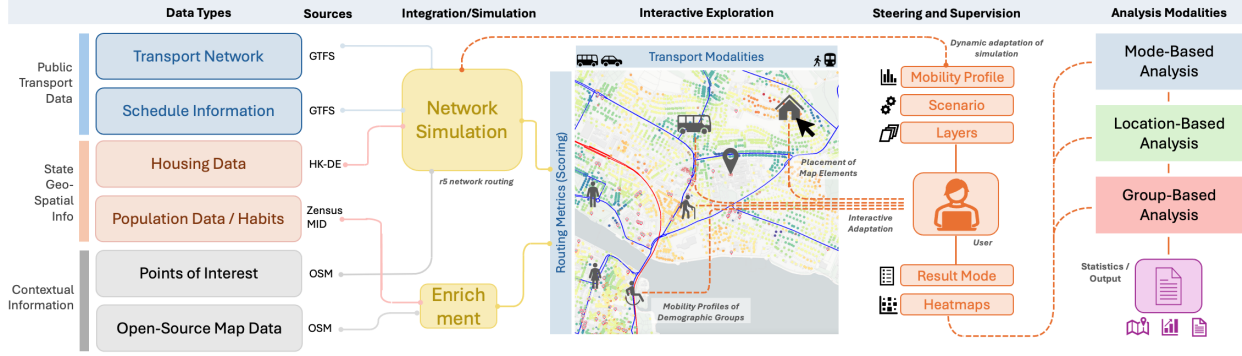 Data Types
Sources
Integration/Simulation
Interactive Exploration
Steering and Supervision
Analysis Modalities
Public
Transport
Data
Transport Network
GTFS
Schedule Information
GTFS
State
Geo-
Spatial
Info
Housing Data
HK-DE
Population Data / Habits
Zensus
MID
Contextual
Information
Points of Interest
OSM
Open-Source Map Data
OSM
Network
Simulation
r5 network routing
Enrich
ment
Routing Metrics (Scoring)
Transport Modalities
Placement of
Map Elements
Interactive
Adaptation
Mobility Profiles of
Demographic Groups
Dynamic adaptation of
simulation
Mobility Profile
Scenario
Layers
User
Result Mode
Heatmaps
Mode-Based
Analysis
Location-Based
Analysis
Group-Based
Analysis
Statistics /
Output